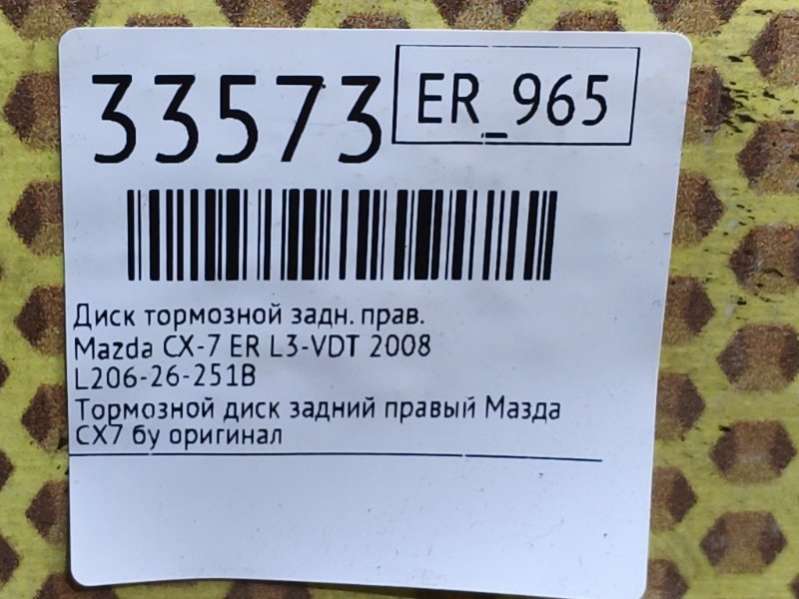 33573
ER_965
Диск тормозной задн. прав.
Mazda CX-7 ER L3-VDT 2008
L206-26-251B
Тормозной диск задний правый Мазда
СХ7 бу оригинал